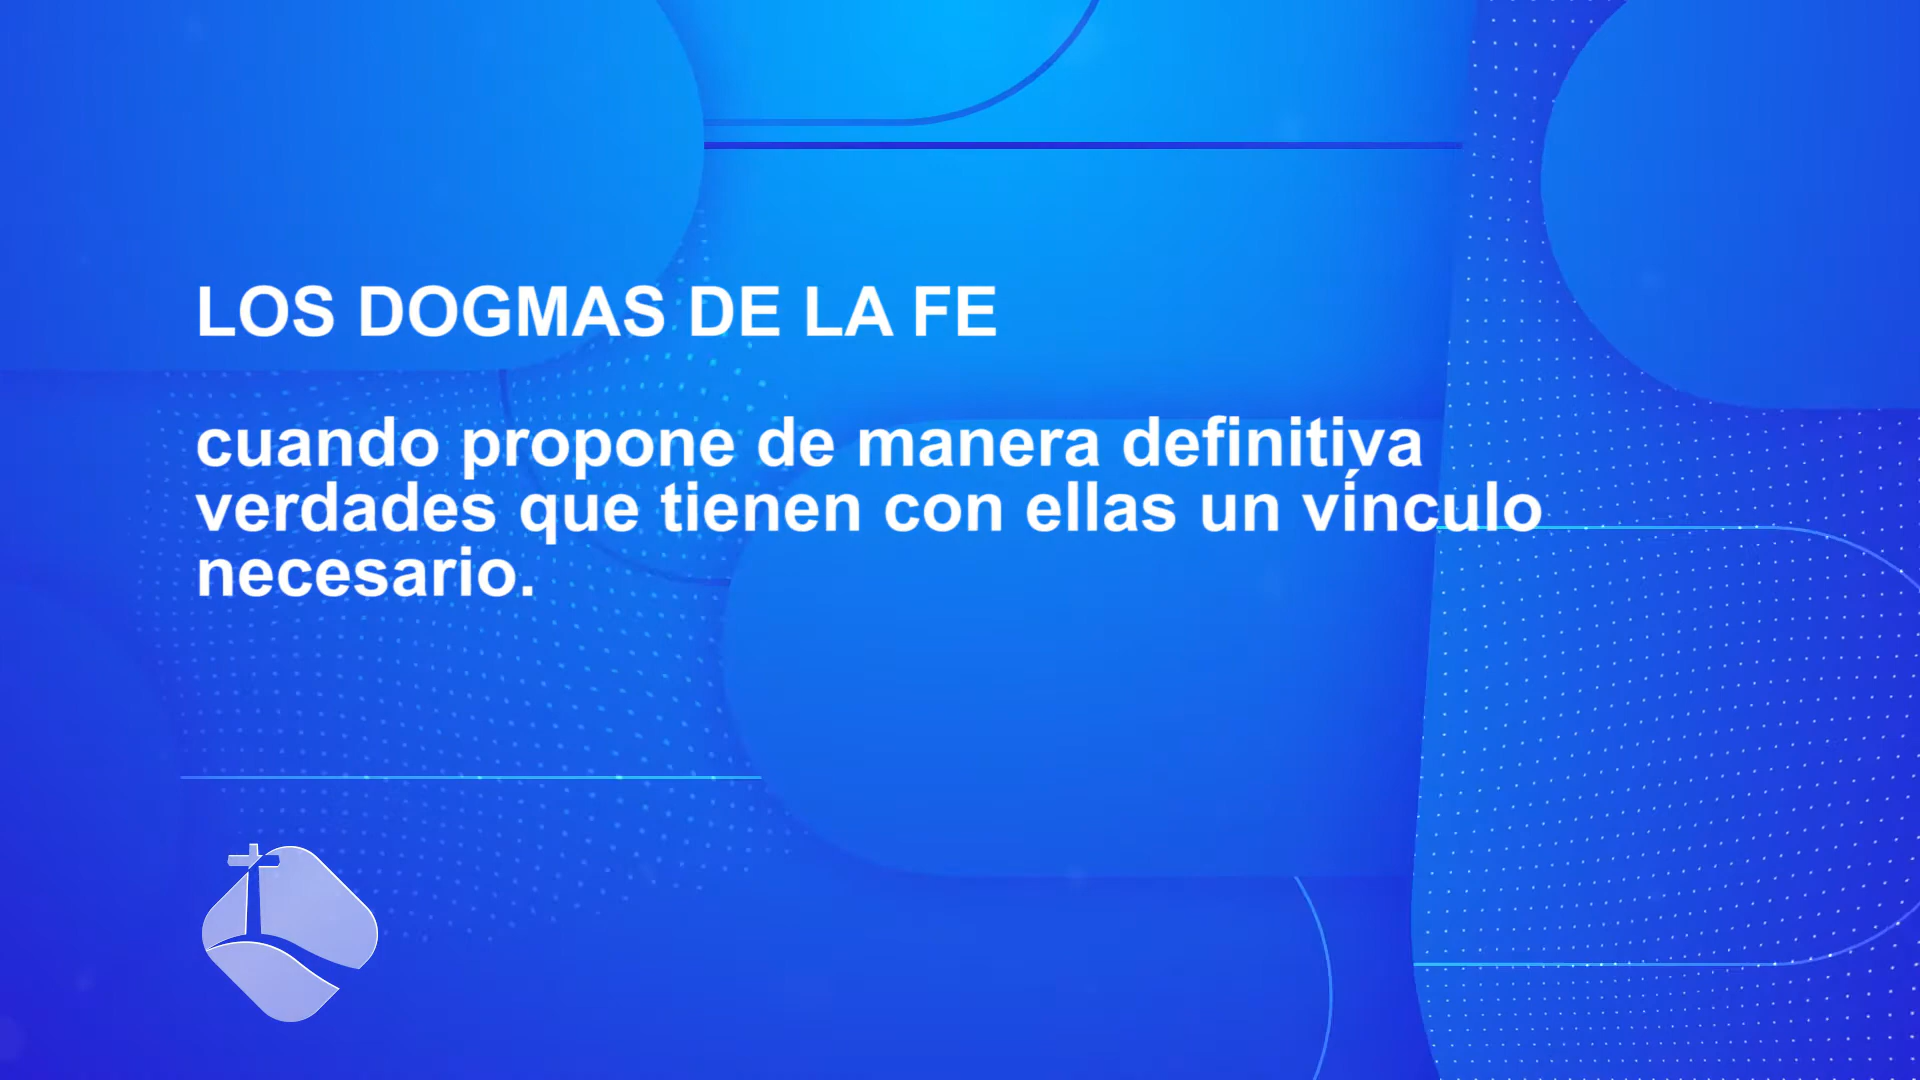 LOS DOGMAS DE LA FE
cuando propone de manera definitiva
verdades que tienen con ellas un vínculo
necesario.